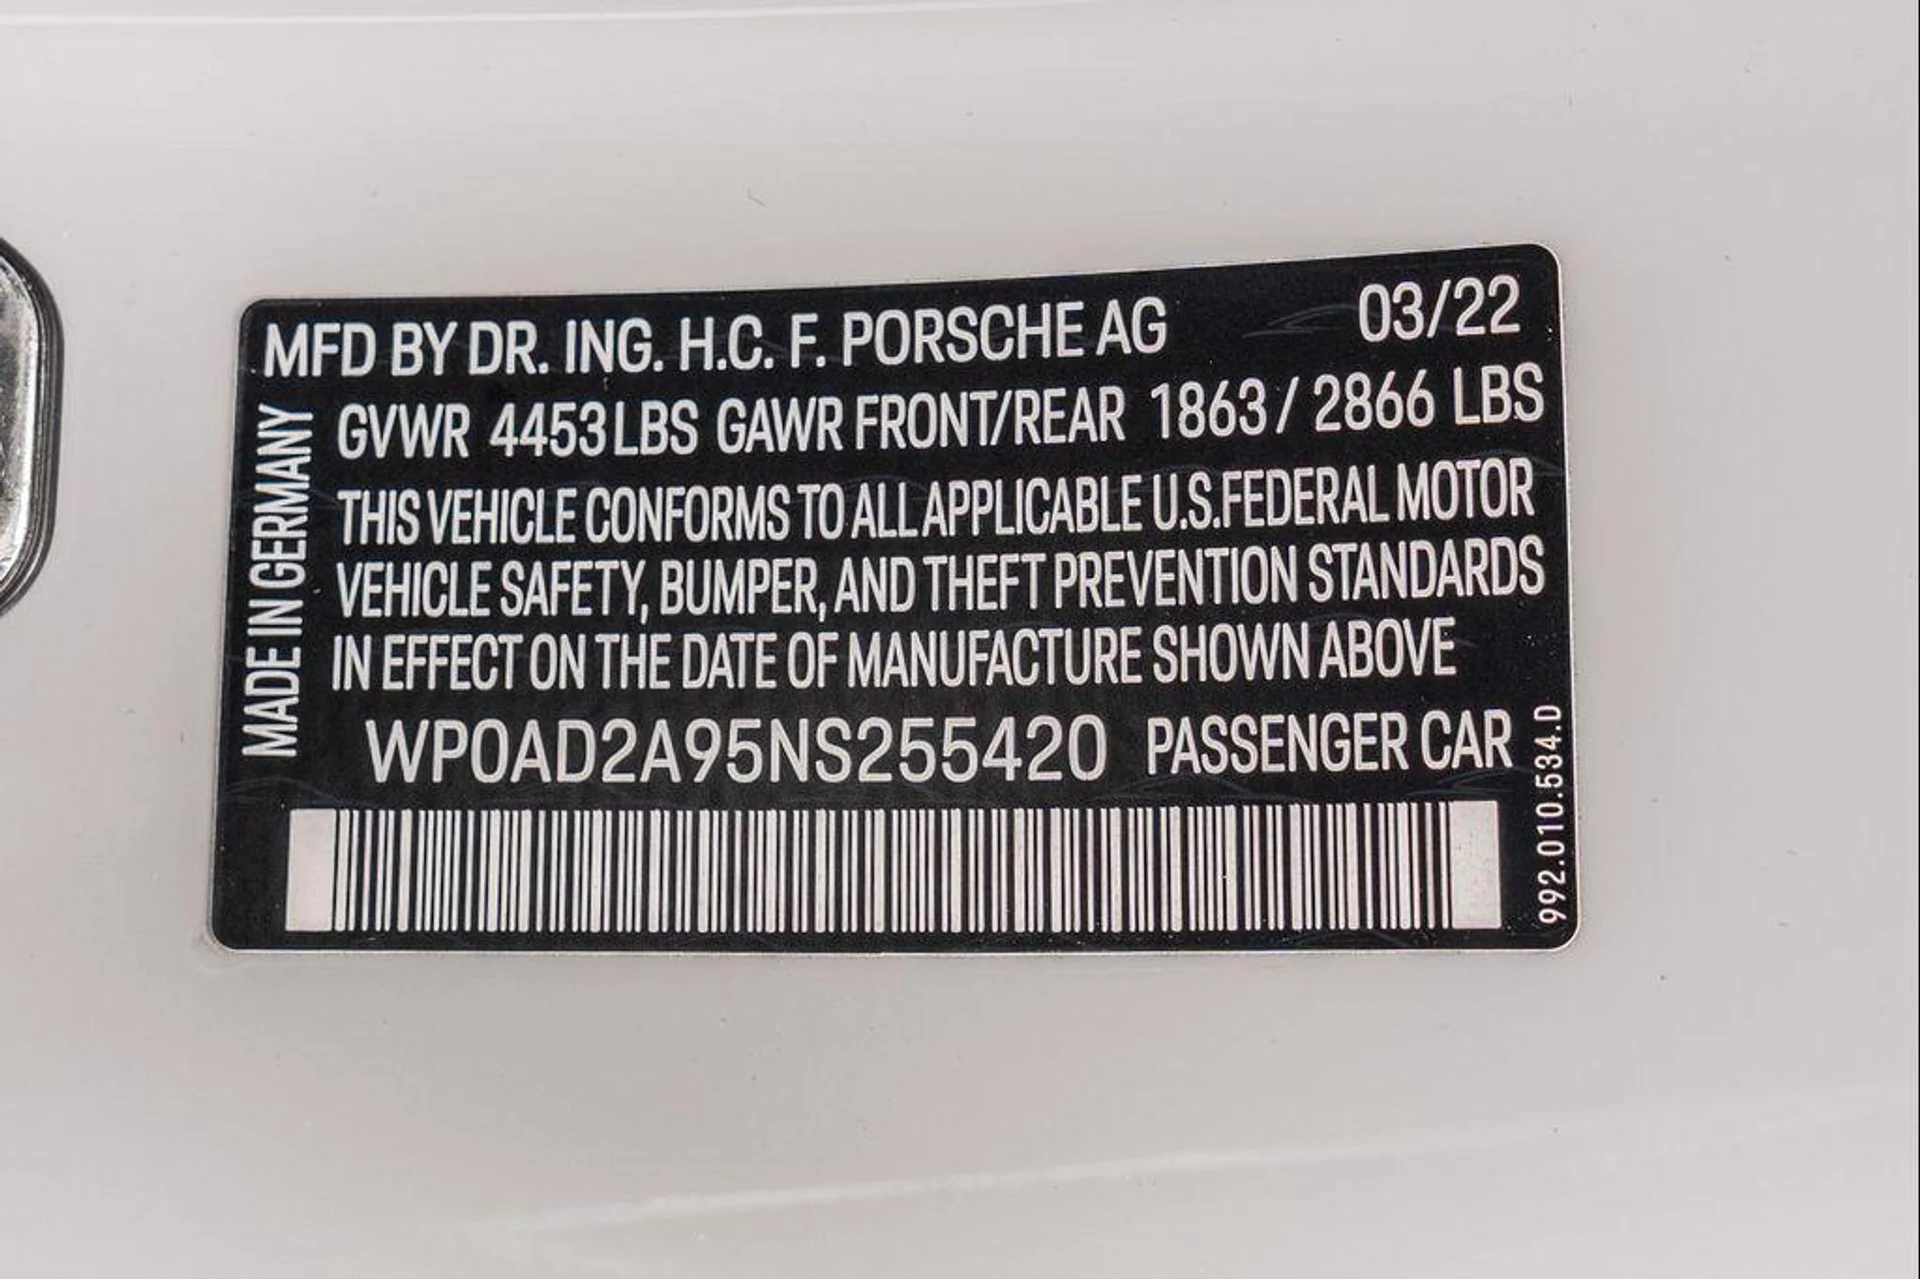 MFD BY DR. ING. H.C. F. PORSCHE AG 03/22
GVWR 4453LBS GAWR FRONT/REAR 1863 / 2866 LBS
THIS VEHICLE CONFORMS TO ALL APPLICABLE U.S.FEDERAL MOTOR
VEHICLE SAFETY, BUMPER, AND THEFT PREVENTION STANDARDS
IN EFFECT ON THE DATE OF MANUFACTURE SHOWN ABOVE
WP0AD2A95NS255420 PASSENGER CAR
MADE IN GERMANY
992.010.534.D